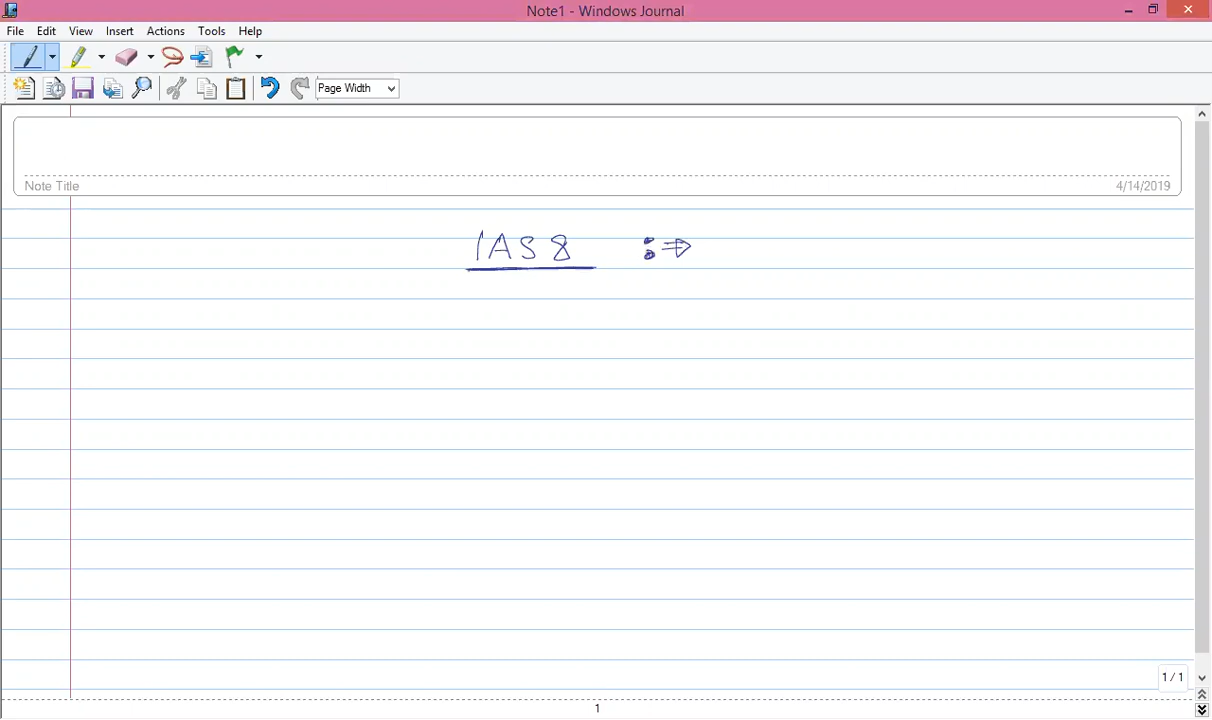 Note1 - Windows Journal
File Edit View Insert Actions Tools Help
Page Width
Note Title 4/14/2019
IAS 8 :⇒
1 / 1
1